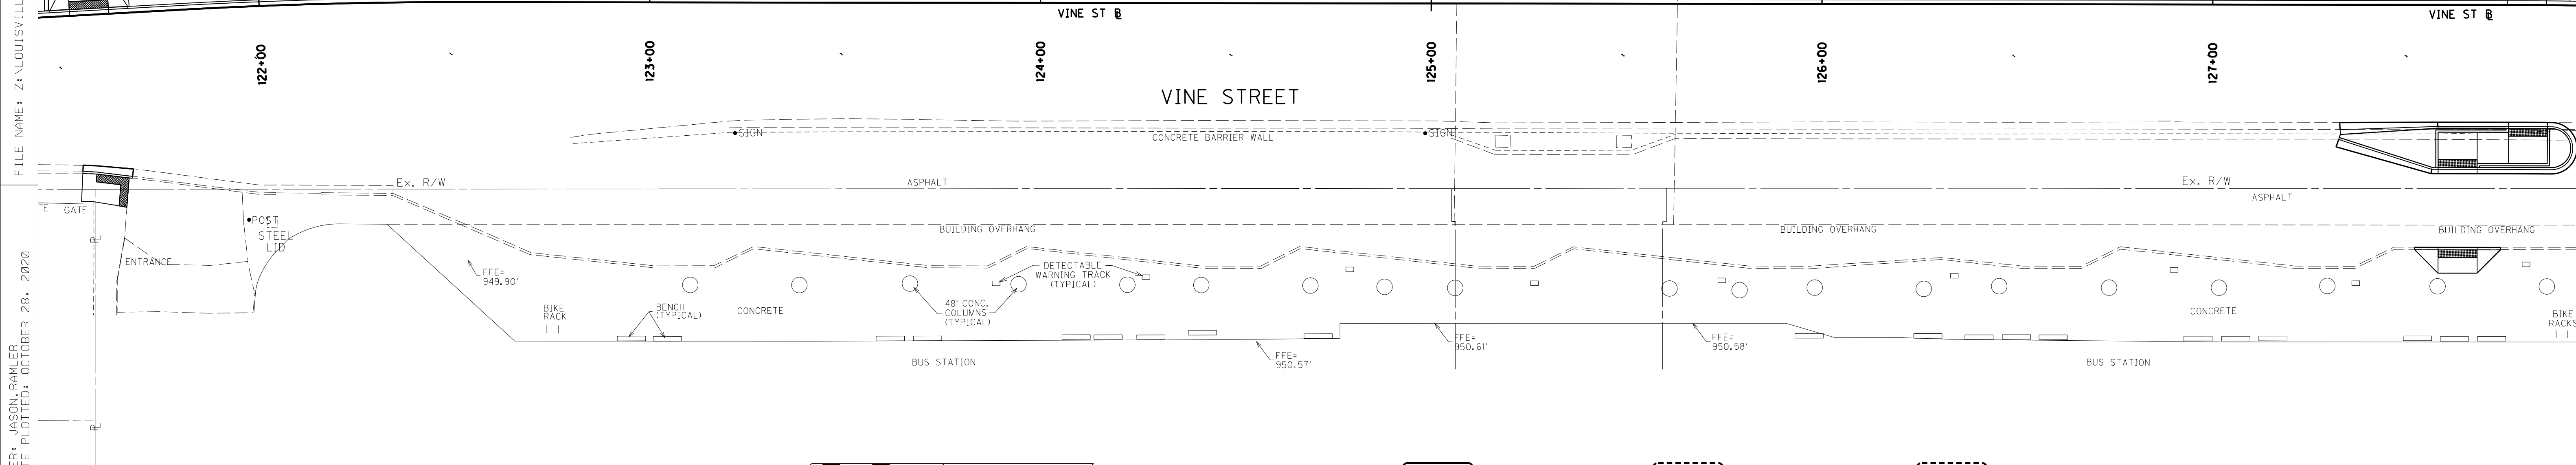 FILE NAME: Z:\LOUISVILL
JASON.RAMLER
PLOTTED: OCTOBER 28, 2020
VINE ST ℄
VINE ST ℄
122+00
123+00
124+00
125+00
126+00
127+00
VINE STREET
SIGN
SIGN
CONCRETE BARRIER WALL
Ex. R/W
ASPHALT
Ex. R/W
ASPHALT
GATE
POST
STEEL
LID
ENTRANCE
BUILDING OVERHANG
BUILDING OVERHANG
BUILDING OVERHANG
FFE=
949.90'
DETECTABLE
WARNING TRACK
(TYPICAL)
BIKE
RACK
BENCH
(TYPICAL)
CONCRETE
48" CONC.
COLUMNS
(TYPICAL)
CONCRETE
BIKE
RACKS
FFE=
950.57'
FFE=
950.61'
FFE=
950.58'
BUS STATION
BUS STATION